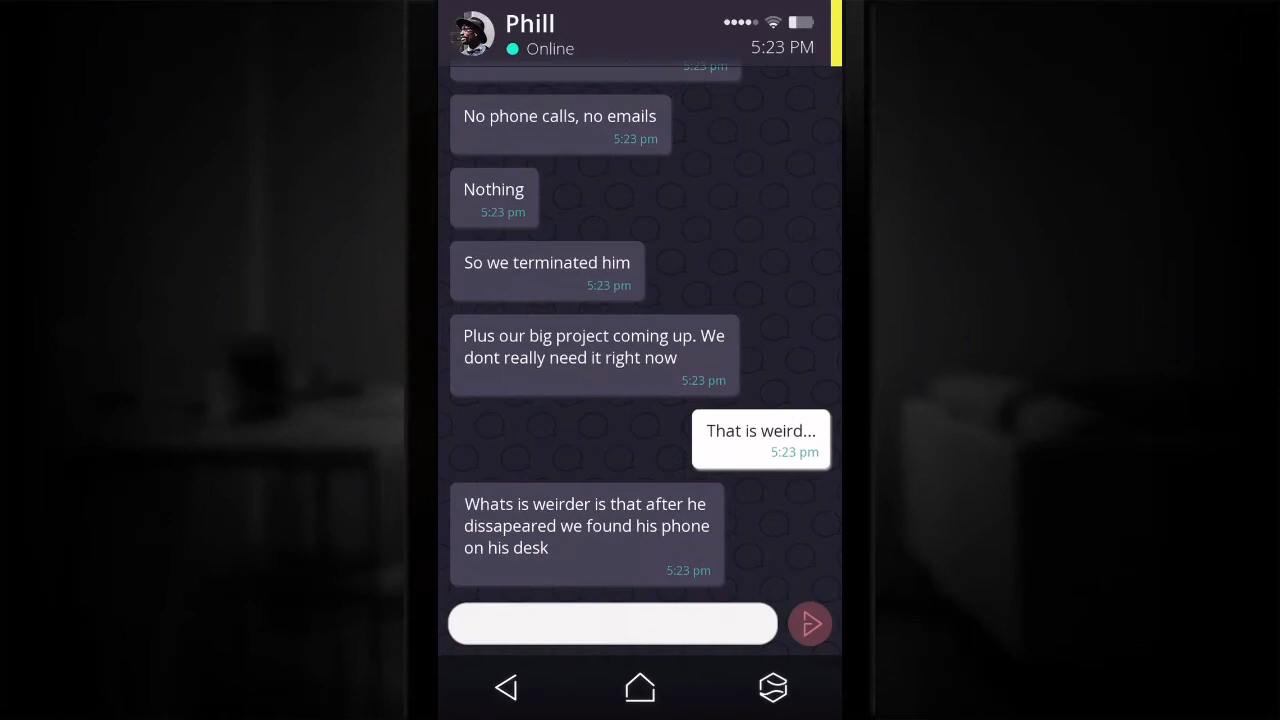 Phill
Online
5:23 PM
5:23 pm
No phone calls, no emails
5:23 pm
Nothing
5:23 pm
So we terminated him
5:23 pm
Plus our big project coming up. We
dont really need it right now
5:23 pm
That is weird...
5:23 pm
Whats is weirder is that after he
dissapeared we found his phone
on his desk
5:23 pm